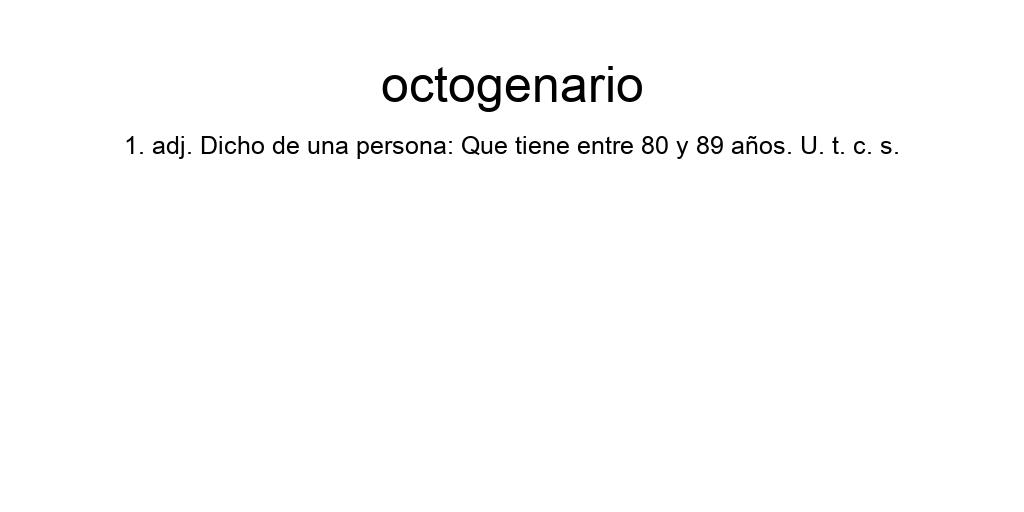 octogenario
1. adj. Dicho de una persona: Que tiene entre 80 y 89 años. U. t. c. s.